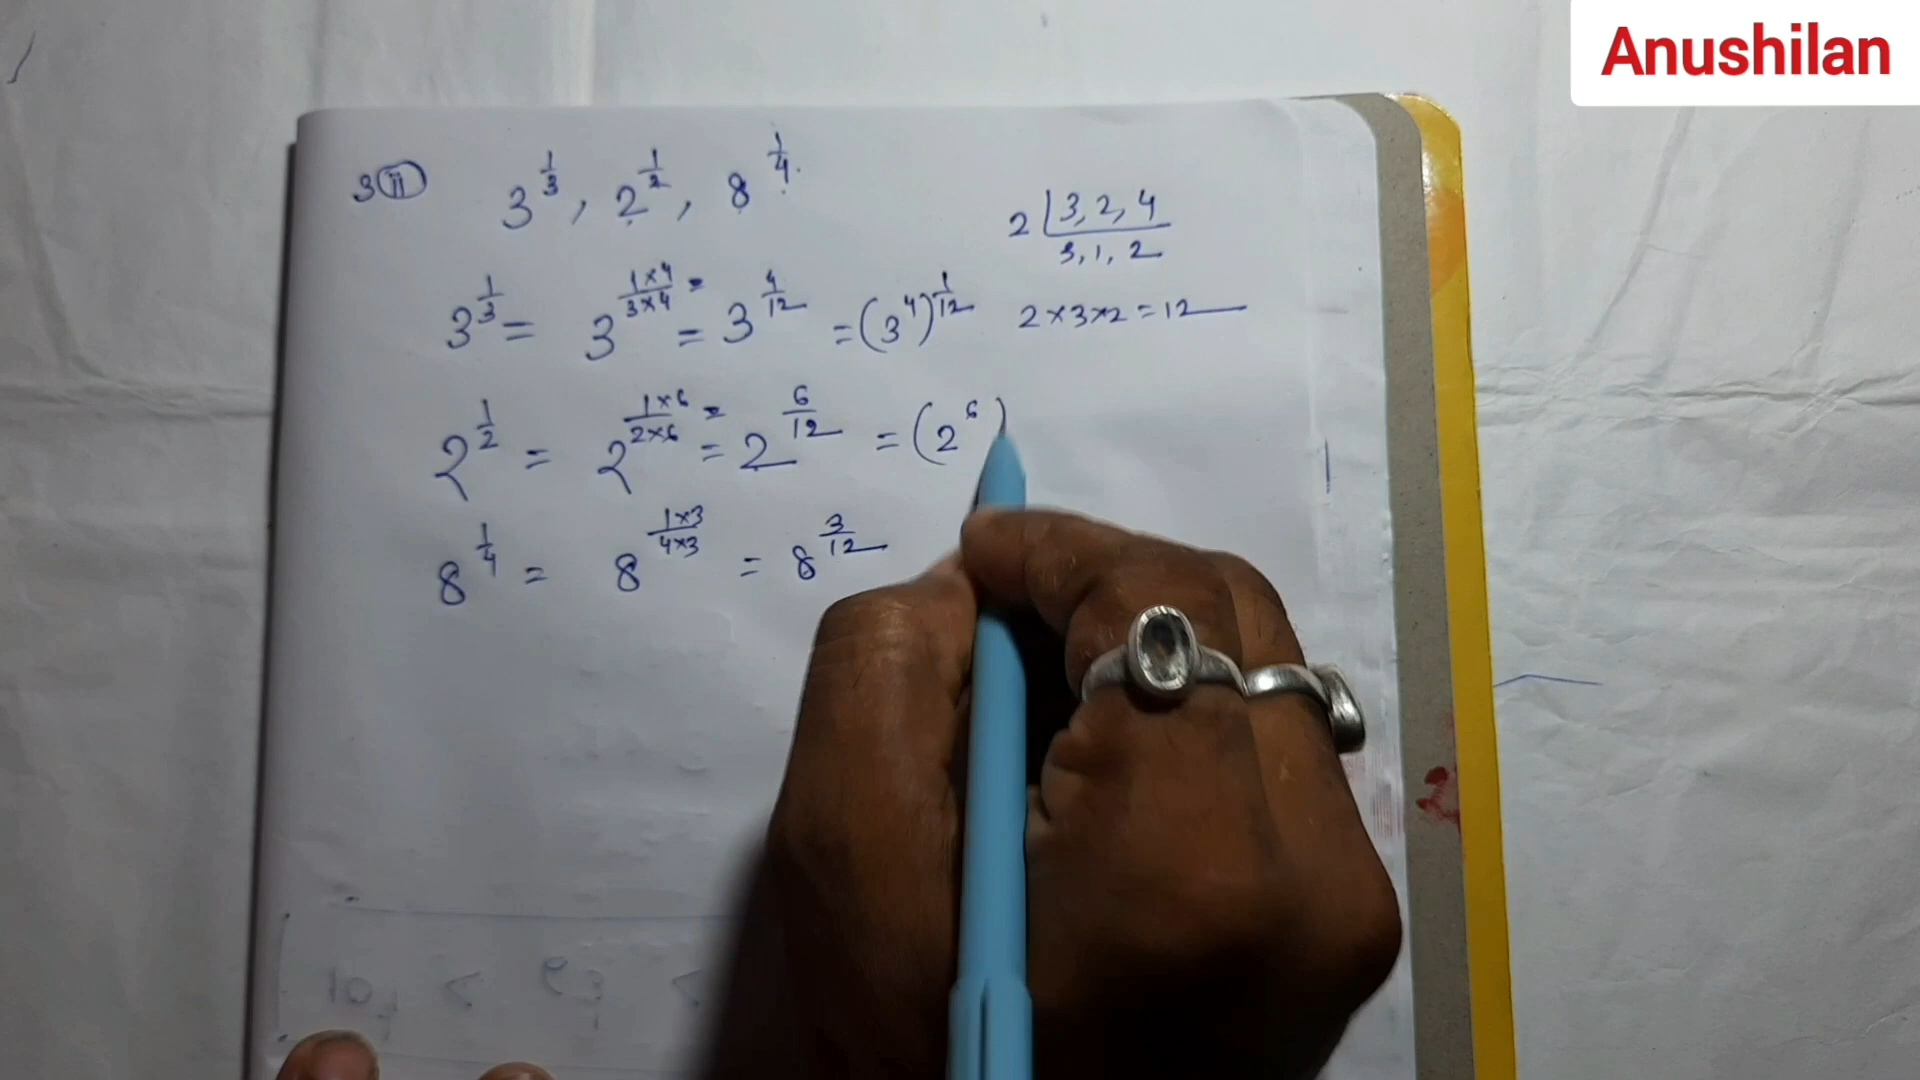 Anushilan
3 (ii) 3^{1/3}, 2^{1/2}, 8^{1/4}.
2 | 3, 2, 4
3, 1, 2
2×3×2=12
3^{1/3} = 3^{1×4/3×4} = 3^{4/12} = (3^4)^{1/12}
2^{1/2} = 2^{1×6/2×6} = 2^{6/12} = (2^6)
8^{1/4} = 8^{1×3/4×3} = 8^{3/12}